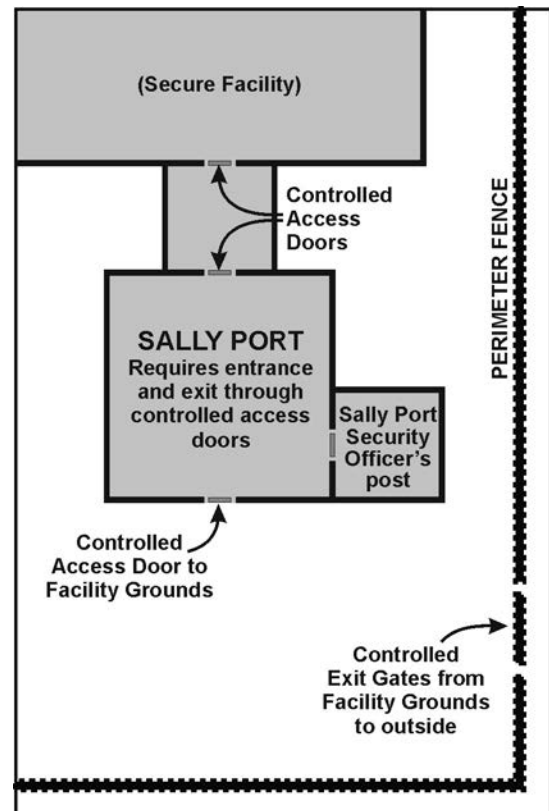 (Secure Facility)
Controlled
Access
Doors
PERIMETER FENCE
SALLY PORT
Requires entrance
and exit through
controlled access
doors
Sally Port
Security
Officer's
post
Controlled
Access Door to
Facility Grounds
Controlled
Exit Gates from
Facility Grounds
to outside